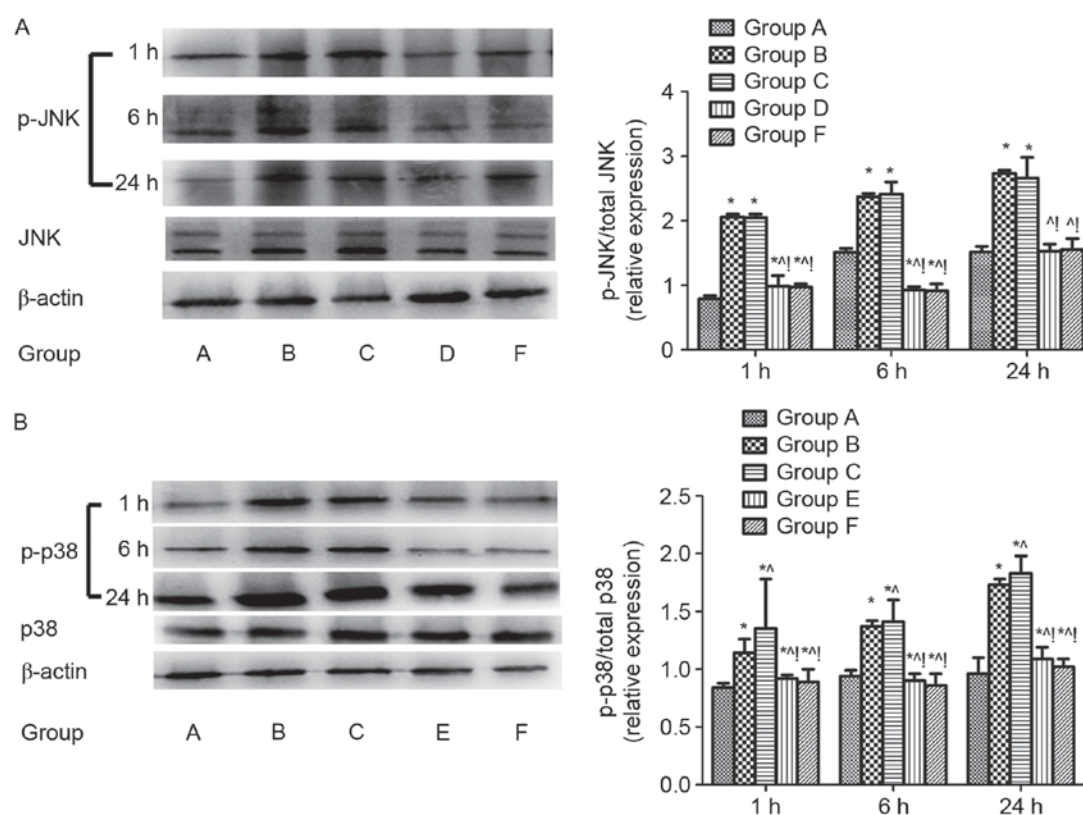 A
p-JNK
1 h
6 h
24 h
JNK
β-actin
Group A B C D F
Group A
Group B
Group C
Group D
Group F
p-JNK/total JNK
(relative expression)
4
3
2
1
0
* *
* *
* *
*^! *^!
*^! *^!
^! ^!
1 h 6 h 24 h
B
p-p38
1 h
6 h
24 h
p38
β-actin
Group A B C E F
Group A
Group B
Group C
Group E
Group F
p-p38/total p38
(relative expression)
2.5
2.0
1.5
1.0
0.5
0.0
* *^
* *^
* *^
*^! *^!
*^! *^!
*^! *^!
1 h 6 h 24 h